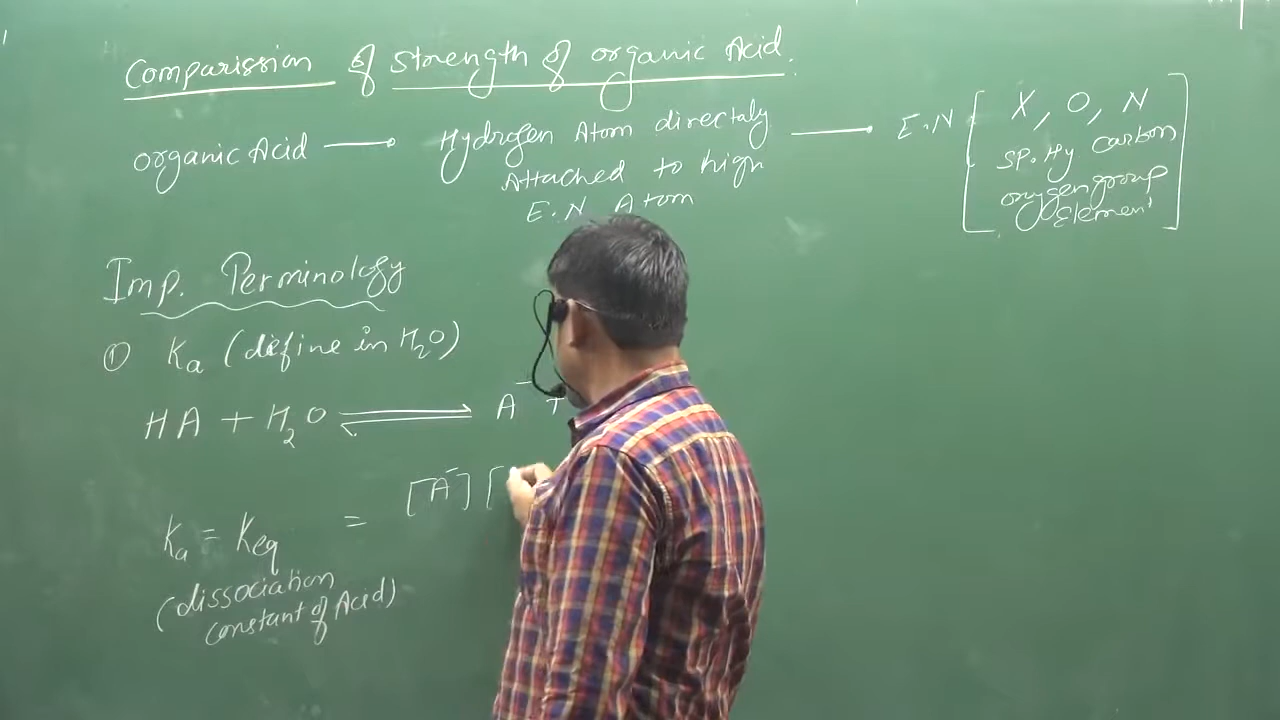 Comparission of strength of organic Acid.
organic Acid → Hydrogen Atom directaly
Attached to high
E.N Atom
→ E.N [ X, O, N
sp. Hy carbon
oxygen group
Element ]
Imp. Perminology
① Ka (define in H₂O)
HA + H₂O ⇌ A⁻ +
Ka = Keq = [A⁻] [
(dissociation
constant of Acid)